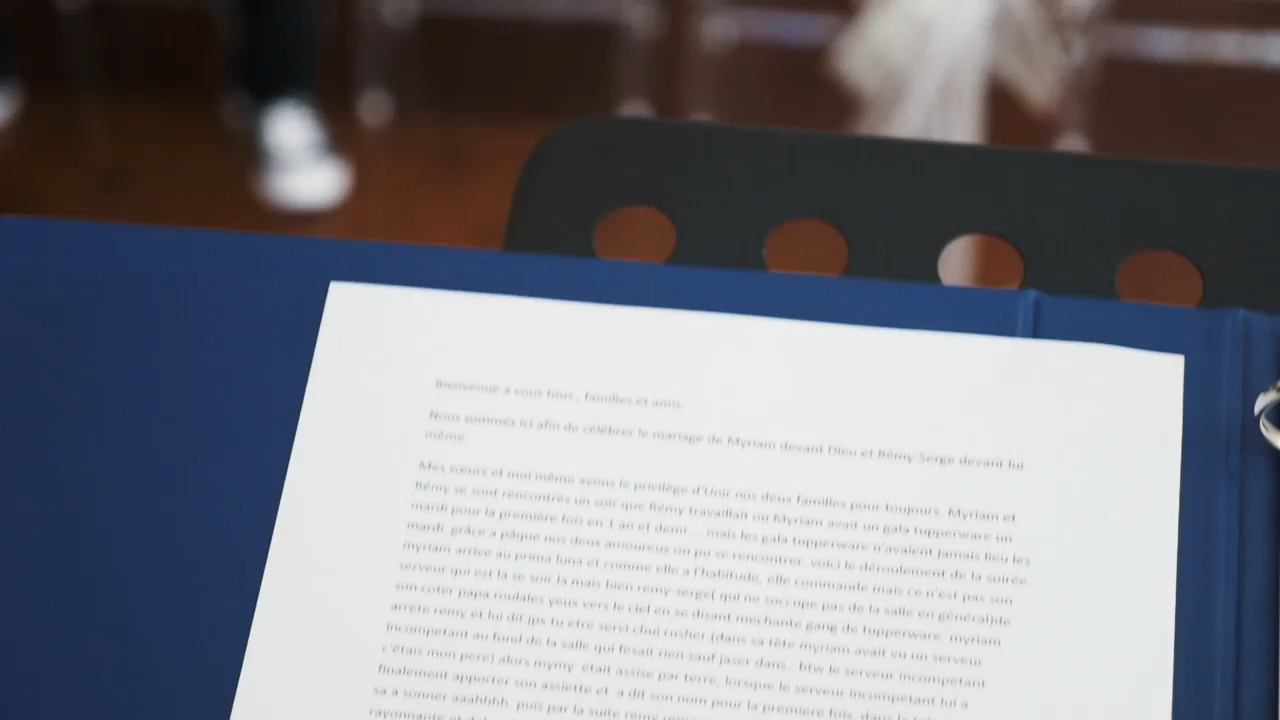 Bienvenue a vous tous , familles et amis.
Nous sommes ici afin de célébrer le mariage de Myriam devant Dieu et Rémy-Serge devant lui
même.
Mes sœurs et moi même avons le privilège d'Unir nos deux familles pour toujours. Myriam et
Rémy se sont rencontrés un soir que Rémy travaillait ou Myriam avait un gala tupperware un
mardi pour la première fois en 1 an et demi.... mais les gala tupperware n'avaient jamais lieu les
mardi. grâce a pâque nos deux amoureux on pu se rencontrer. voici le déroulement de la soirée
myriam arrive au prima luna et comme elle a l'habitude, elle commande mais ce n'est pas son
serveur qui est la se soir la mais bien remy serge( qui ne soccupe pas de la salle en général)de
son coter papa roulales yeus vers le ciel en se disant mechante gang de tupperware. myriam
arrete remy et lui dit jps tu etre servi chui rusher (dans sa tête myriam avait vu un serveur
incompetant au fond de la salle qui fesait rien sauf jaser dans.. btw le serveur incompetant
c'étais mon pere) alors mymy était assise par terre, lorsque le serveur incompetant lui a
finalement apporter son assiette et a dit son nom pour la premiere fois, dans
sa a sonner aaahhhh. puis par la suite remy
rayonnante et